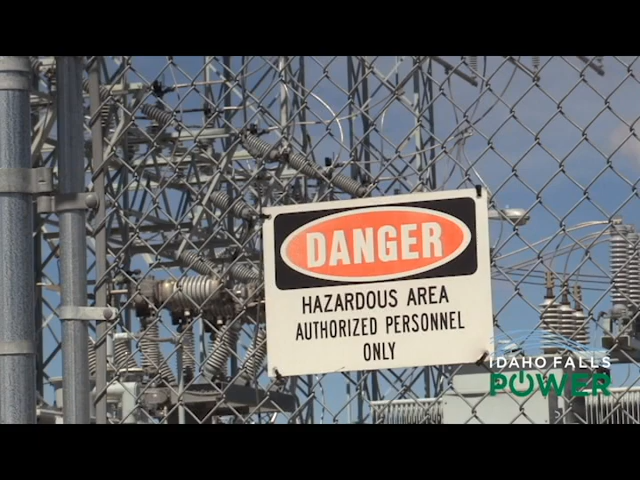 DANGER
HAZARDOUS AREA
AUTHORIZED PERSONNEL
ONLY
IDAHO FALLS
POWER